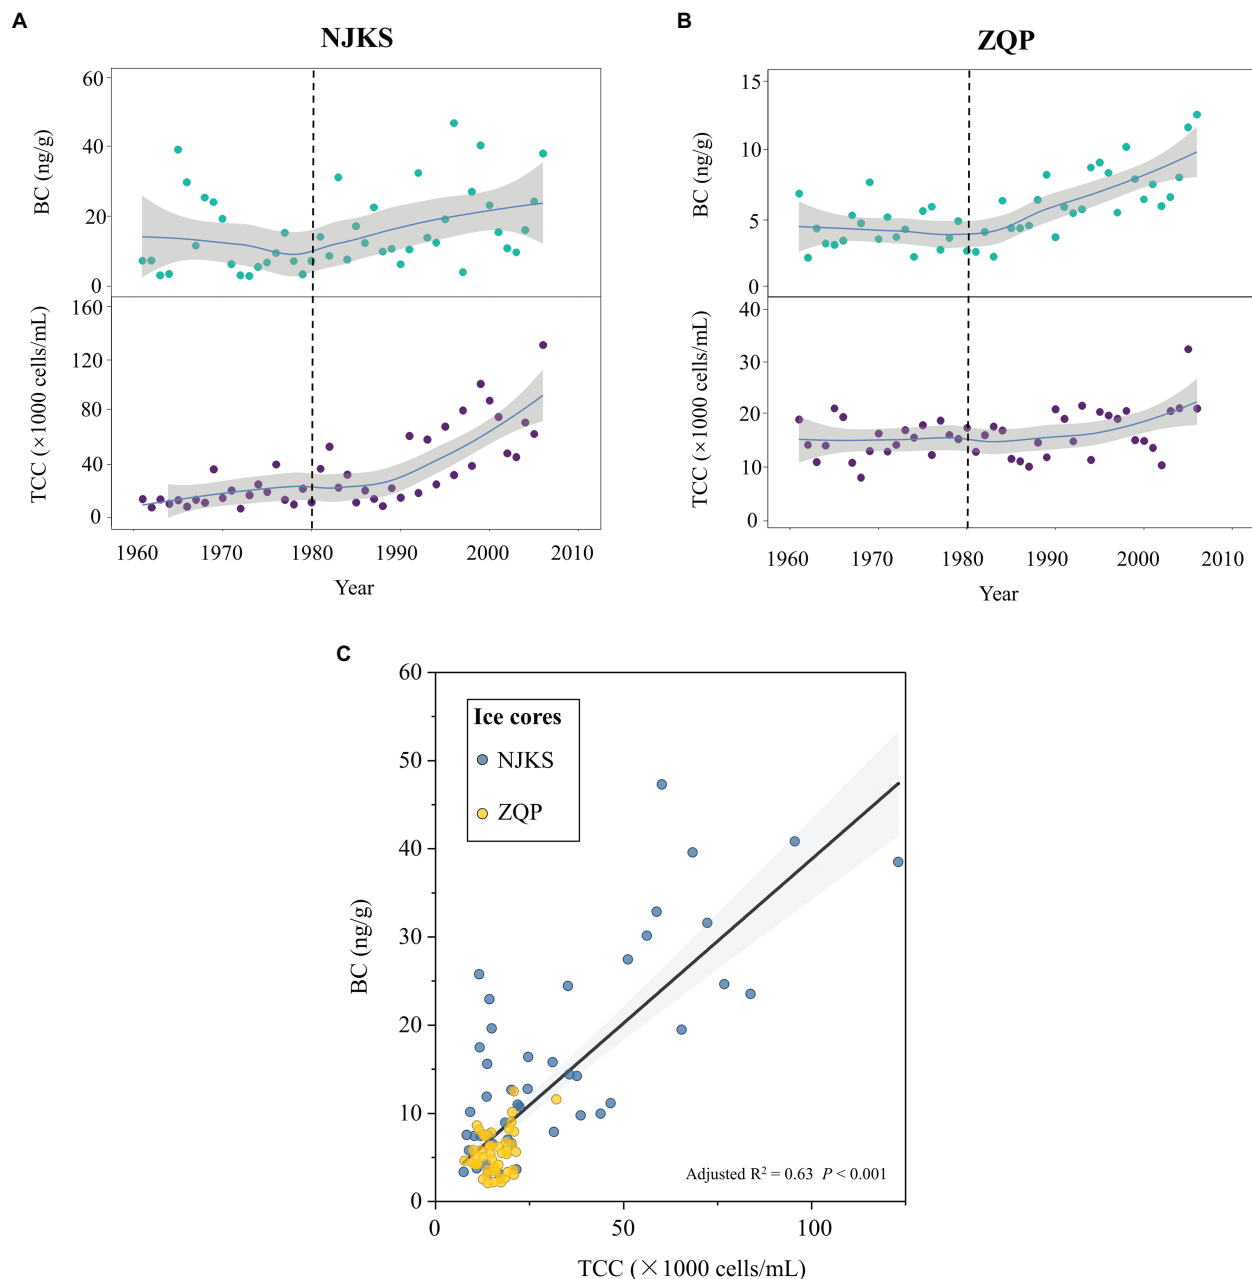 A
NJKS
60
40
20
0
BC (ng/g)
160
120
80
40
0
TCC (×1000 cells/mL)
1960 1970 1980 1990 2000 2010
Year
B
ZQP
15
10
5
0
BC (ng/g)
40
30
20
10
0
TCC (×1000 cells/mL)
1960 1970 1980 1990 2000 2010
Year
C
60
50
40
30
20
10
0
BC (ng/g)
Ice cores
NJKS
ZQP
Adjusted R² = 0.63 P < 0.001
0 50 100
TCC (×1000 cells/mL)